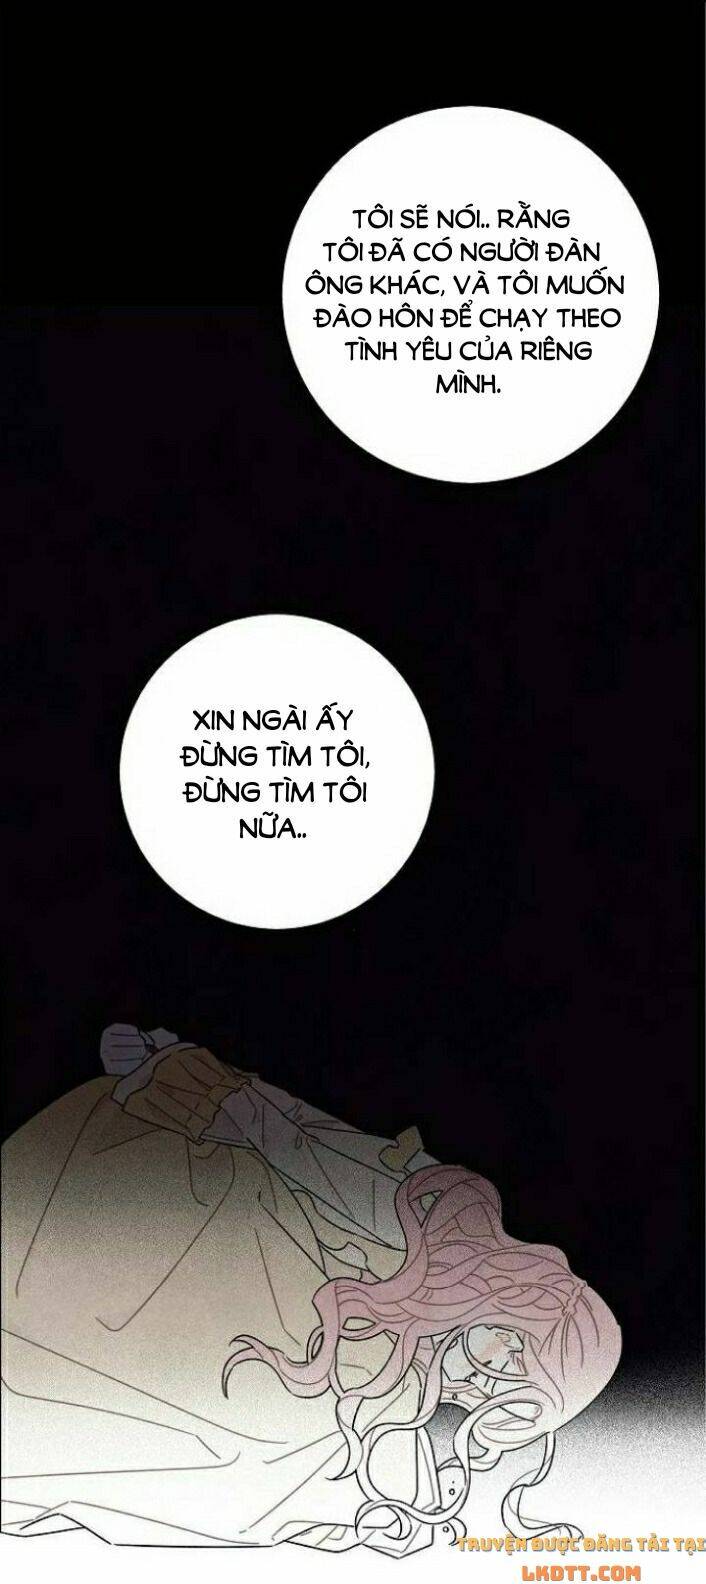 TÔI SẼ NÓI.. RẰNG
TÔI ĐÃ CÓ NGƯỜI ĐÀN
ÔNG KHÁC, VÀ TÔI MUỐN
ĐÀO HÔN ĐỂ CHẠY THEO
TÌNH YÊU CỦA RIÊNG
MÌNH.
XIN NGÀI ẤY
ĐỪNG TÌM TÔI,
ĐỪNG TÌM TÔI
NỮA..
TRUYỆN ĐƯỢC ĐĂNG TẢI TẠI
LKDTT.COM